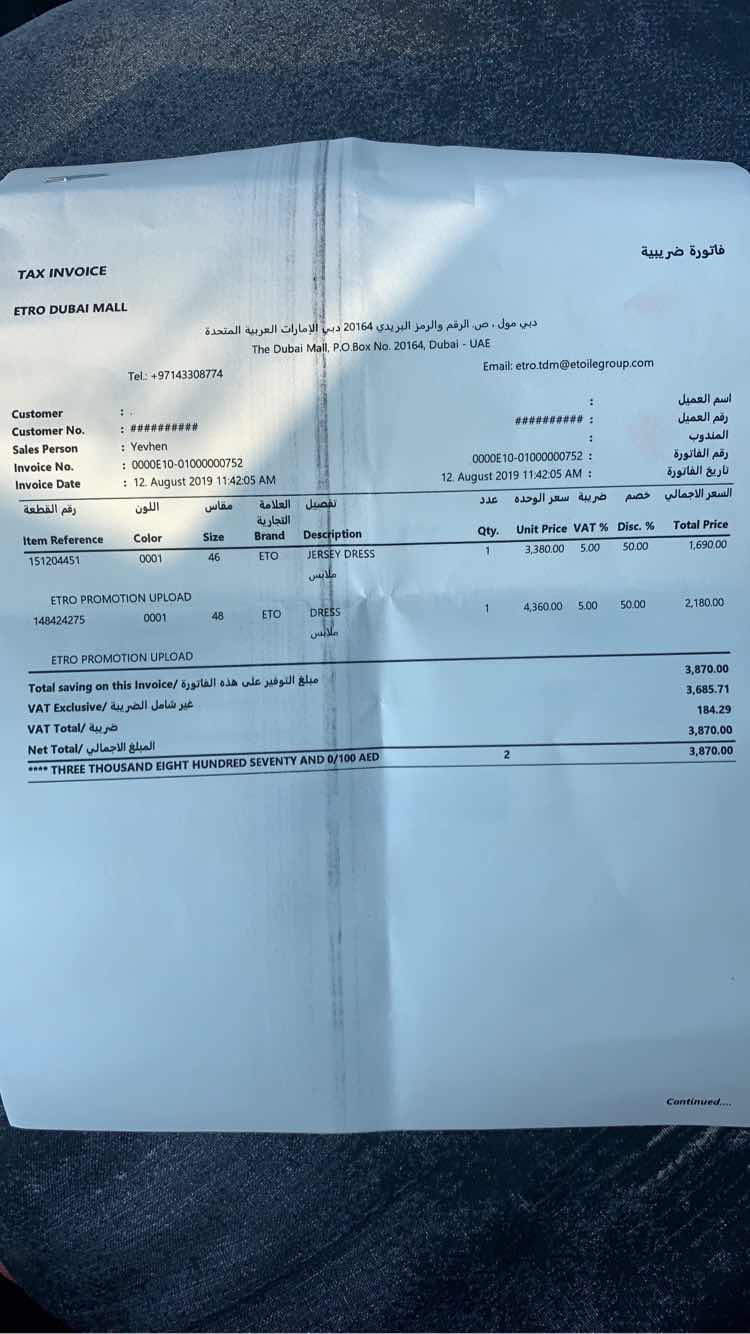 فاتورة ضريبية
TAX INVOICE
ETRO DUBAI MALL
دبي مول ، ص. الرقم والرمز البريدي 20164 دبي الإمارات العربية المتحدة
The Dubai Mall, P.O.Box No. 20164, Dubai - UAE
Tel.: +97143308774 Email: etro.tdm@etoilegroup.com
Customer : . : اسم العميل
Customer No. : ########## ########## : رقم العميل
Sales Person : Yevhen : المندوب
Invoice No. : 0000E10-01000000752 0000E10-01000000752 : رقم الفاتورة
Invoice Date : 12. August 2019 11:42:05 AM 12. August 2019 11:42:05 AM : تاريخ الفاتورة
رقم القطعة اللون مقاس العلامة التجارية تفصيل عدد سعر الوحده ضريبة خصم السعر الاجمالي
Item Reference Color Size Brand Description Qty. Unit Price VAT % Disc. % Total Price
151204451 0001 46 ETO JERSEY DRESS 1 3,380.00 5.00 50.00 1,690.00
ملابس
ETRO PROMOTION UPLOAD
148424275 0001 48 ETO DRESS 1 4,360.00 5.00 50.00 2,180.00
ملابس
ETRO PROMOTION UPLOAD
Total saving on this Invoice/ مبلغ التوفير على هذه الفاتورة 3,870.00
VAT Exclusive/ غير شامل الضريبة 3,685.71
VAT Total/ ضريبة 184.29
Net Total/ المبلغ الاجمالي 3,870.00
**** THREE THOUSAND EIGHT HUNDRED SEVENTY AND 0/100 AED 2 3,870.00
Continued....